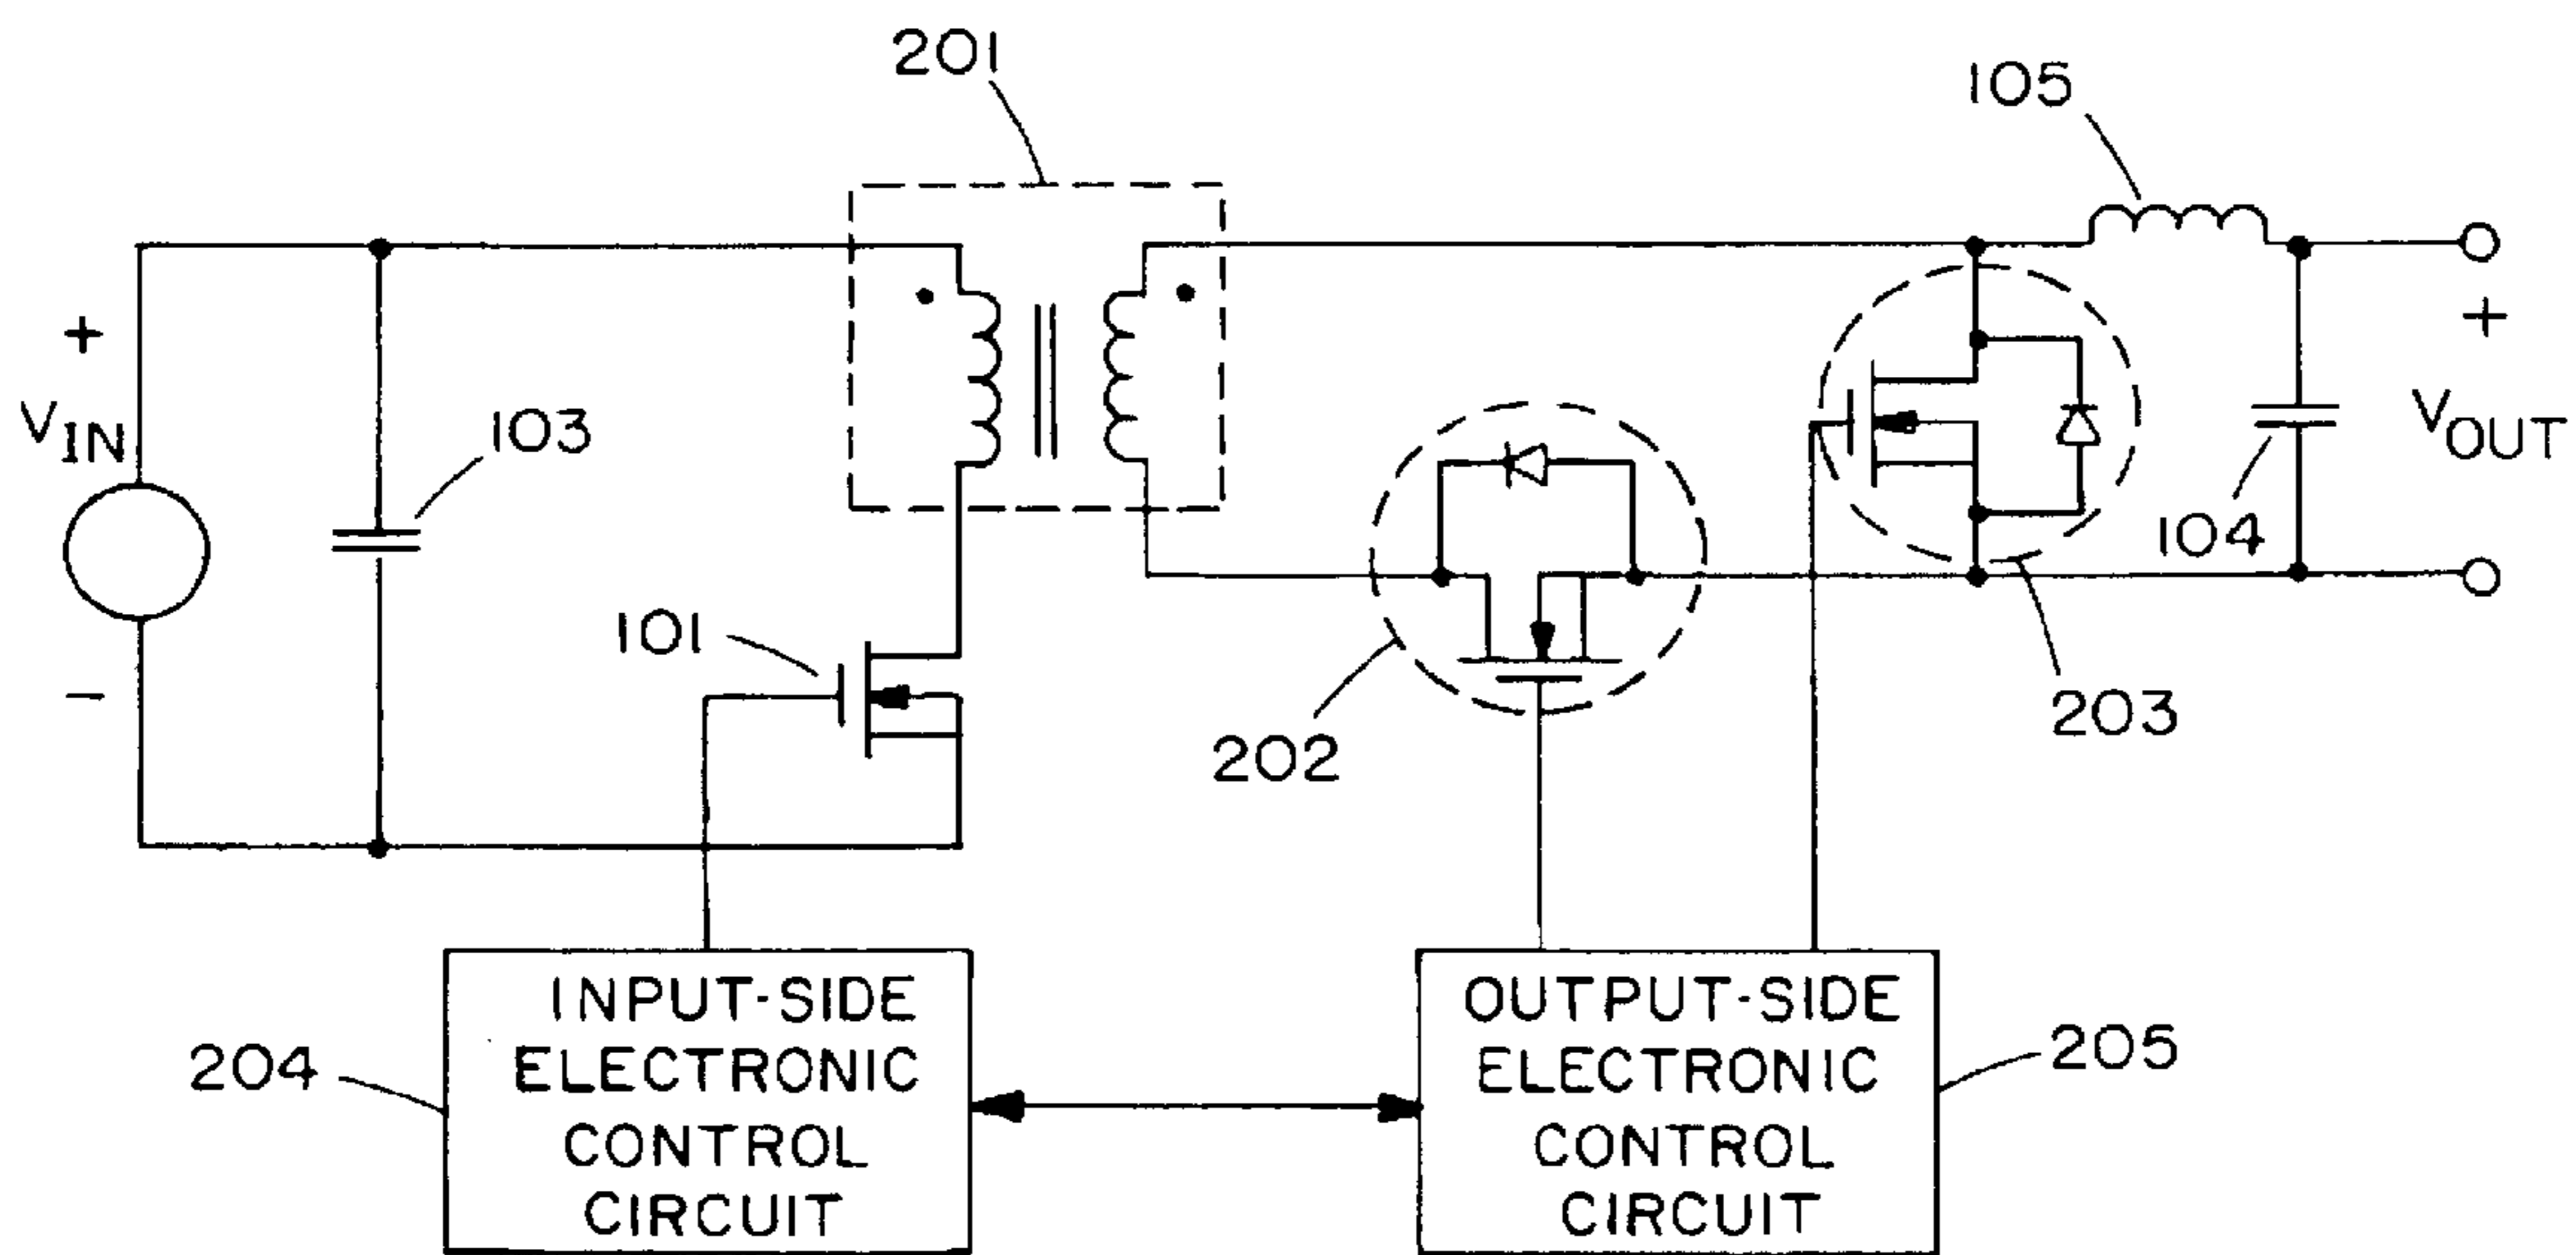 201
105
+
V_IN
103
+
V_OUT
104
101
-
202
203
204
INPUT-SIDE
ELECTRONIC
CONTROL
CIRCUIT
OUTPUT-SIDE
ELECTRONIC
CONTROL
CIRCUIT
205